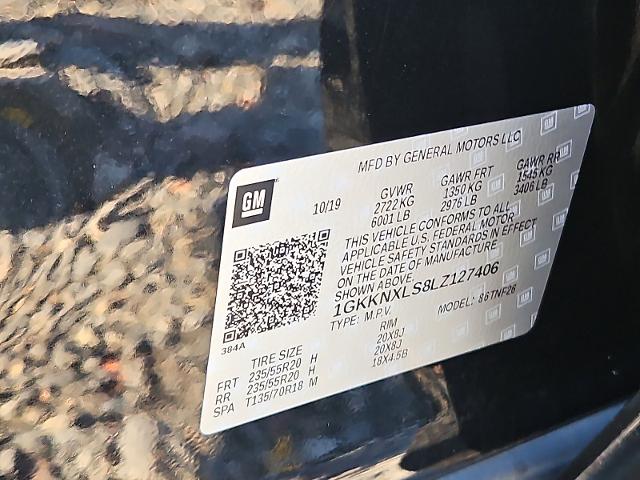 MFD BY GENERAL MOTORS LLC
GM
10/19 GVWR GAWR FRT GAWR RR
2722 KG 1350 KG 1545 KG
6001 LB 2976 LB 3406 LB
THIS VEHICLE CONFORMS TO ALL
APPLICABLE U.S. FEDERAL MOTOR
VEHICLE SAFETY STANDARDS IN EFFECT
ON THE DATE OF MANUFACTURE
SHOWN ABOVE.
1GKKNXLS8LZ127406
TYPE: M.P.V. MODEL: 86TNF26
384A
TIRE SIZE RIM
FRT 235/55R20 H 20X8J
RR 235/55R20 H 20X8J
SPA T135/70R18 M 18X4.5B